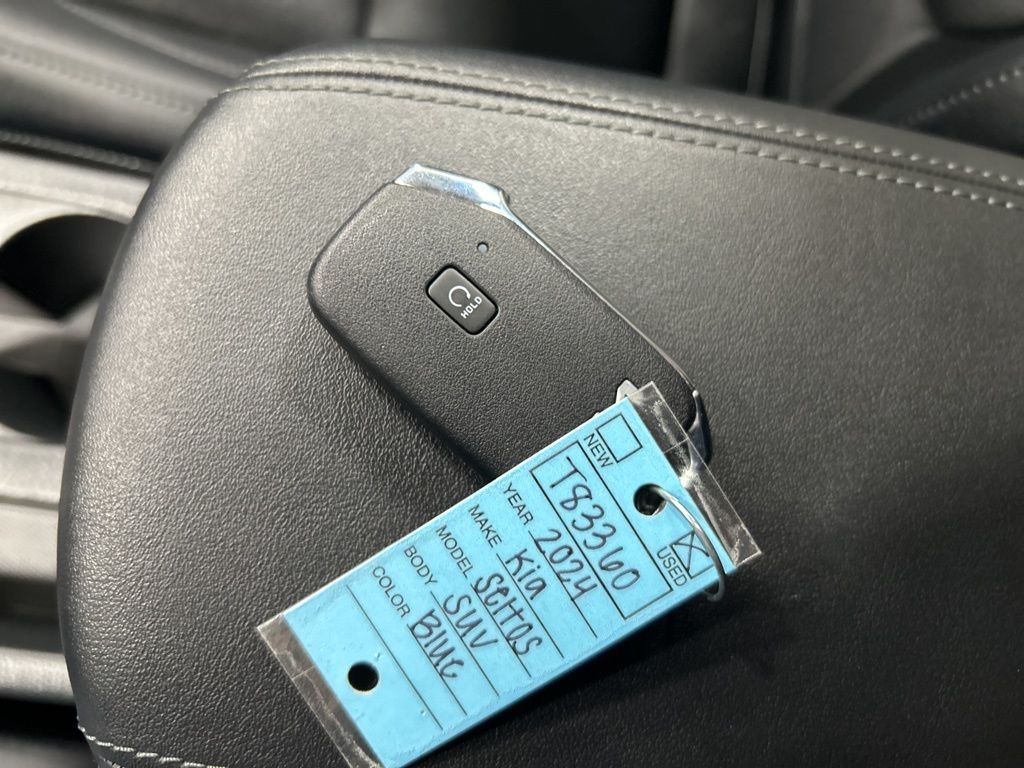 HOLD
NEW
USED
T83360
YEAR 2024
MAKE Kia
MODEL Seltos
BODY SUV
COLOR Blue